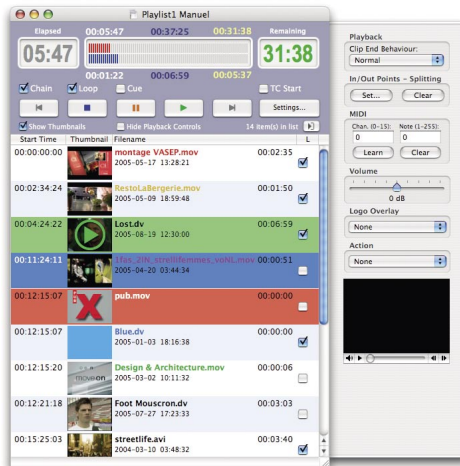 Playlist1 Manuel
Elapsed 00:05:47 00:37:25 00:31:38 Remaining
05:47 31:38
00:01:22 00:06:59 00:05:37
Chain Loop Cue TC Start
Settings...
Show Thumbnails Hide Playback Controls 14 item(s) in list
Start Time Thumbnail Filename L
00:00:00:00 montage VASEP.mov 00:02:35
2005-05-17 13:28:21
00:02:34:24 RestoLaBergerie.mov 00:01:50
2005-05-09 18:59:48
00:04:24:22 Lost.dv 00:06:59
2005-08-19 12:30:00
00:11:24:11 00:00:51
2005-04-20 03:44:34
00:12:15:07 pub.mov 00:00:00
X
00:12:15:07 Blue.dv 00:00:00
2005-01-03 18:16:38
00:12:15:20 Design & Architecture.mov 00:00:06
move on 2005-03-02 10:11:32
00:12:21:18 Foot Mouscron.dv 00:03:03
2005-07-27 17:23:33
00:15:25:03 streetlife.avi 00:03:40
2004-03-10 03:48:32
Playback
Clip End Behaviour:
Normal
In/Out Points - Splitting
Set... Clear
MIDI
Chan. (0-15): Note (1-255):
0 0
Learn Clear
Volume
0 dB
Logo Overlay
None
Action
None